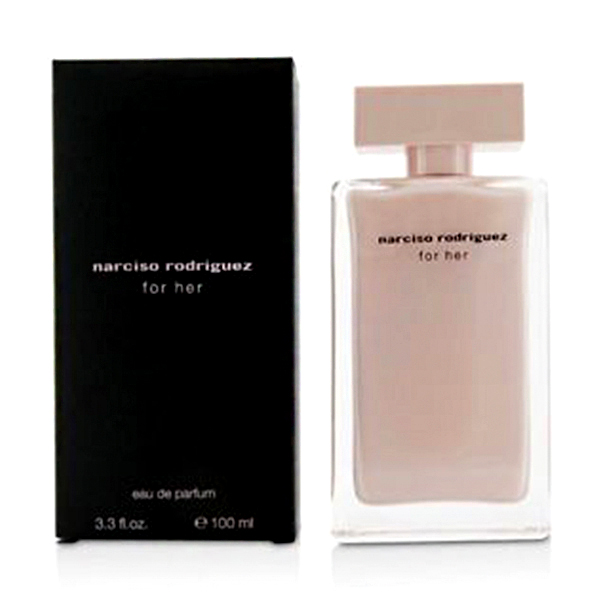 narciso rodriguez
for her
eau de parfum
3.3 fl.oz. ℮ 100 ml
narciso rodriguez
for her